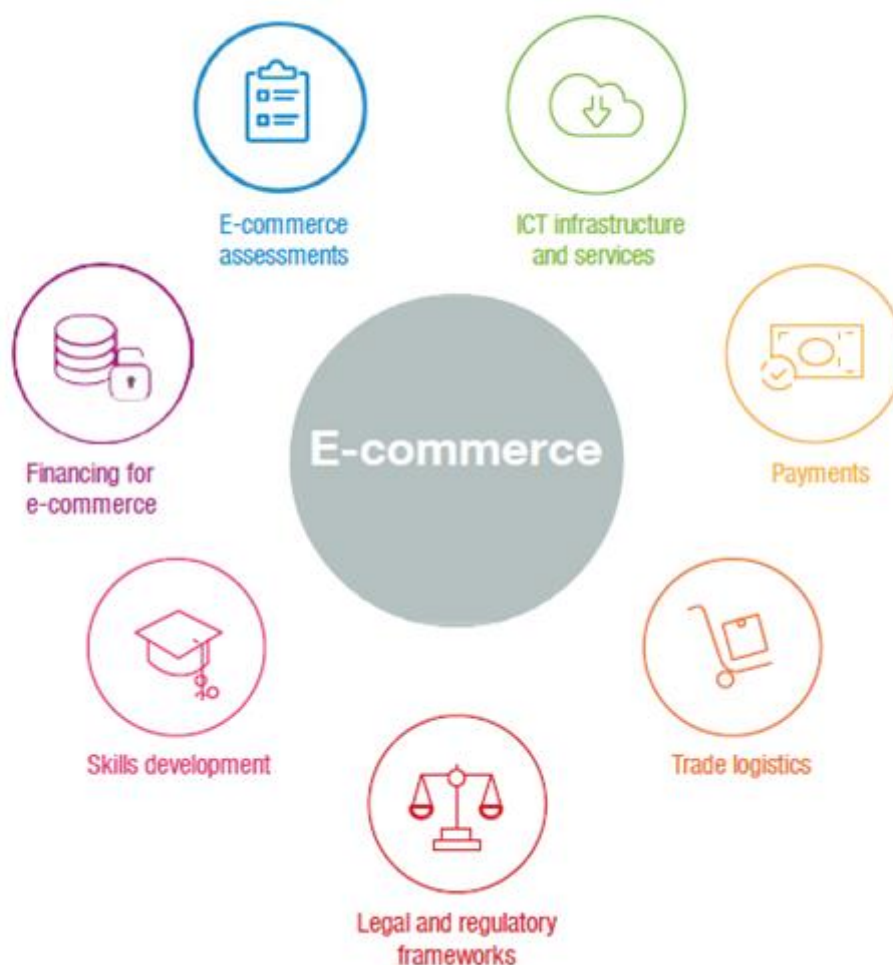 E-commerce
assessments
ICT infrastructure
and services
Financing for
e-commerce
E-commerce
Payments
Skills development
Trade logistics
Legal and regulatory
frameworks